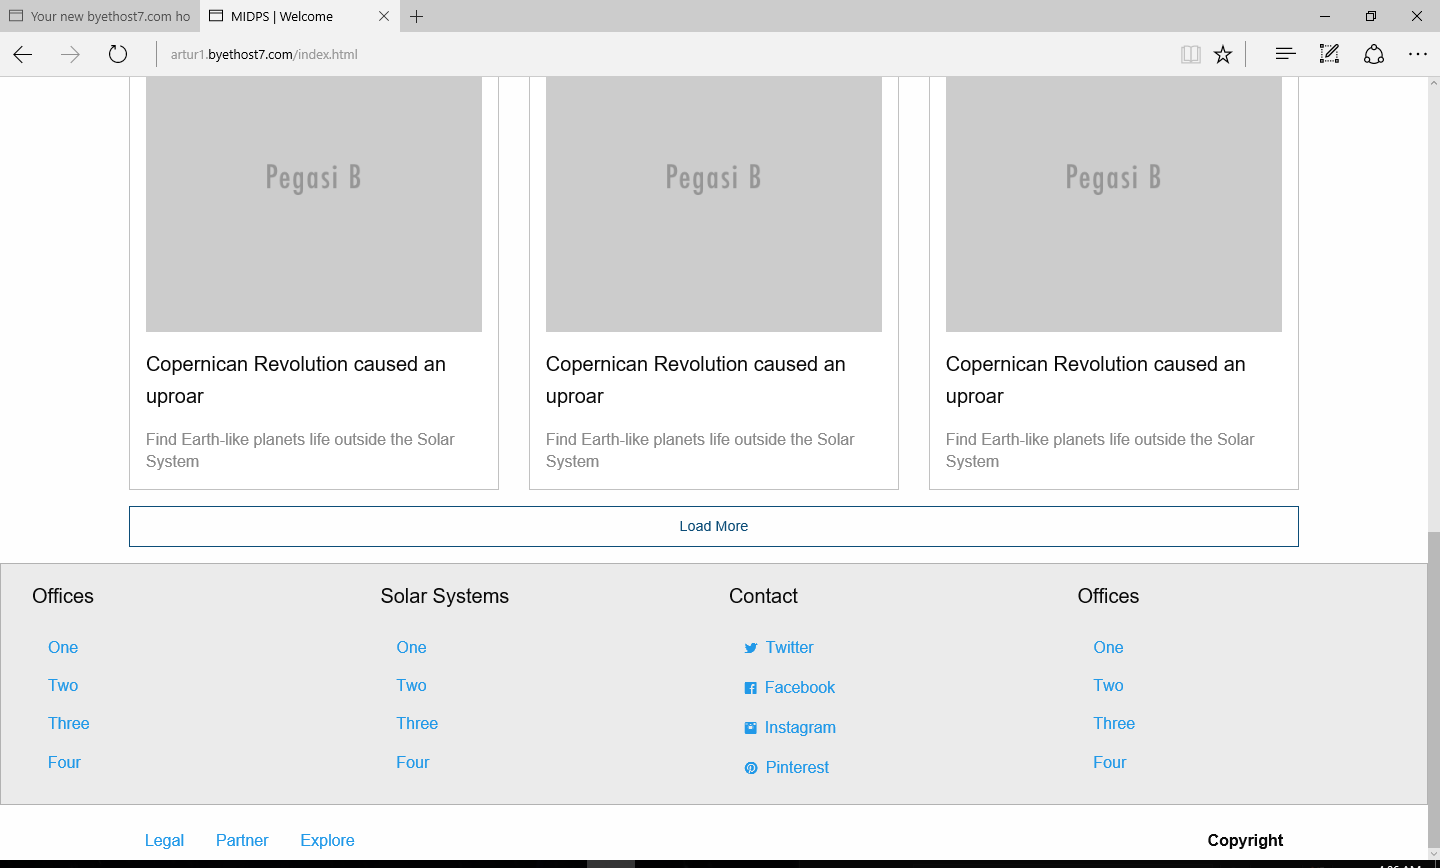 Your new byethost7.com ho
MIDPS | Welcome
artur1.byethost7.com/index.html
Pegasi B
Pegasi B
Pegasi B
Copernican Revolution caused an
uproar
Find Earth-like planets life outside the Solar
System
Copernican Revolution caused an
uproar
Find Earth-like planets life outside the Solar
System
Copernican Revolution caused an
uproar
Find Earth-like planets life outside the Solar
System
Load More
Offices
One
Two
Three
Four
Solar Systems
One
Two
Three
Four
Contact
Twitter
Facebook
Instagram
Pinterest
Offices
One
Two
Three
Four
Legal Partner Explore
Copyright